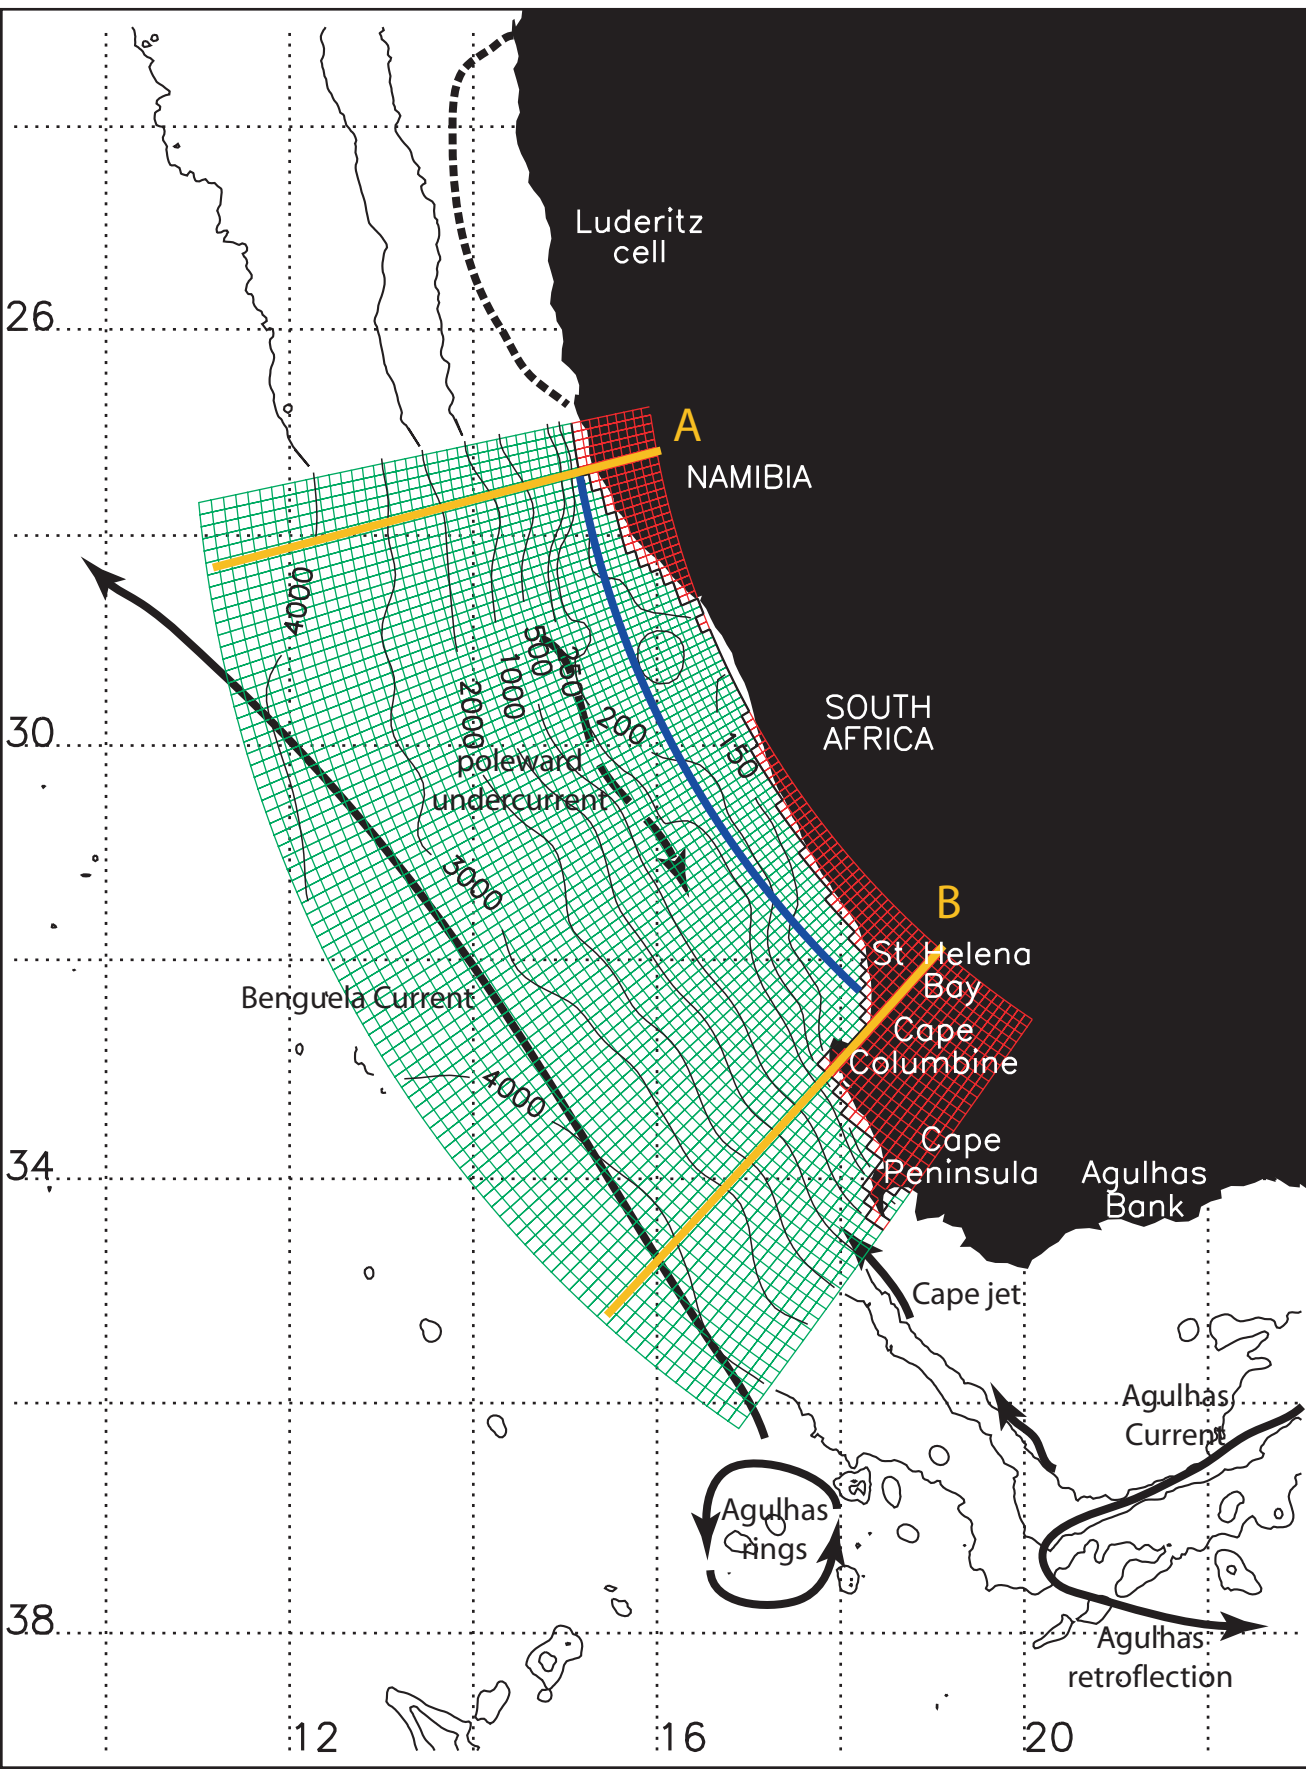 Luderitz
cell
26
A
NAMIBIA
4000
500
250
1000
2000
200
150
SOUTH
AFRICA
30
poleward
undercurrent
3000
B
St Helena
Bay
Benguela Current
Cape
Columbine
4000
Cape
Peninsula
34
Agulhas
Bank
Cape jet
Agulhas
Current
Agulhas
rings
38
Agulhas
retroflection
12
16
20